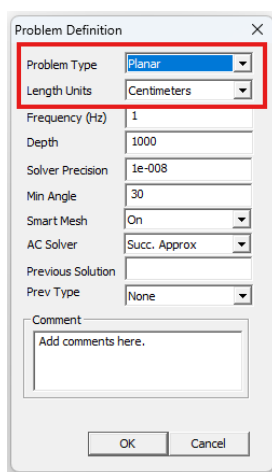 Problem Definition
Problem Type Planar
Length Units Centimeters
Frequency (Hz) 1
Depth 1000
Solver Precision 1e-008
Min Angle 30
Smart Mesh On
AC Solver Succ. Approx
Previous Solution
Prev Type None
Comment
Add comments here.
OK Cancel